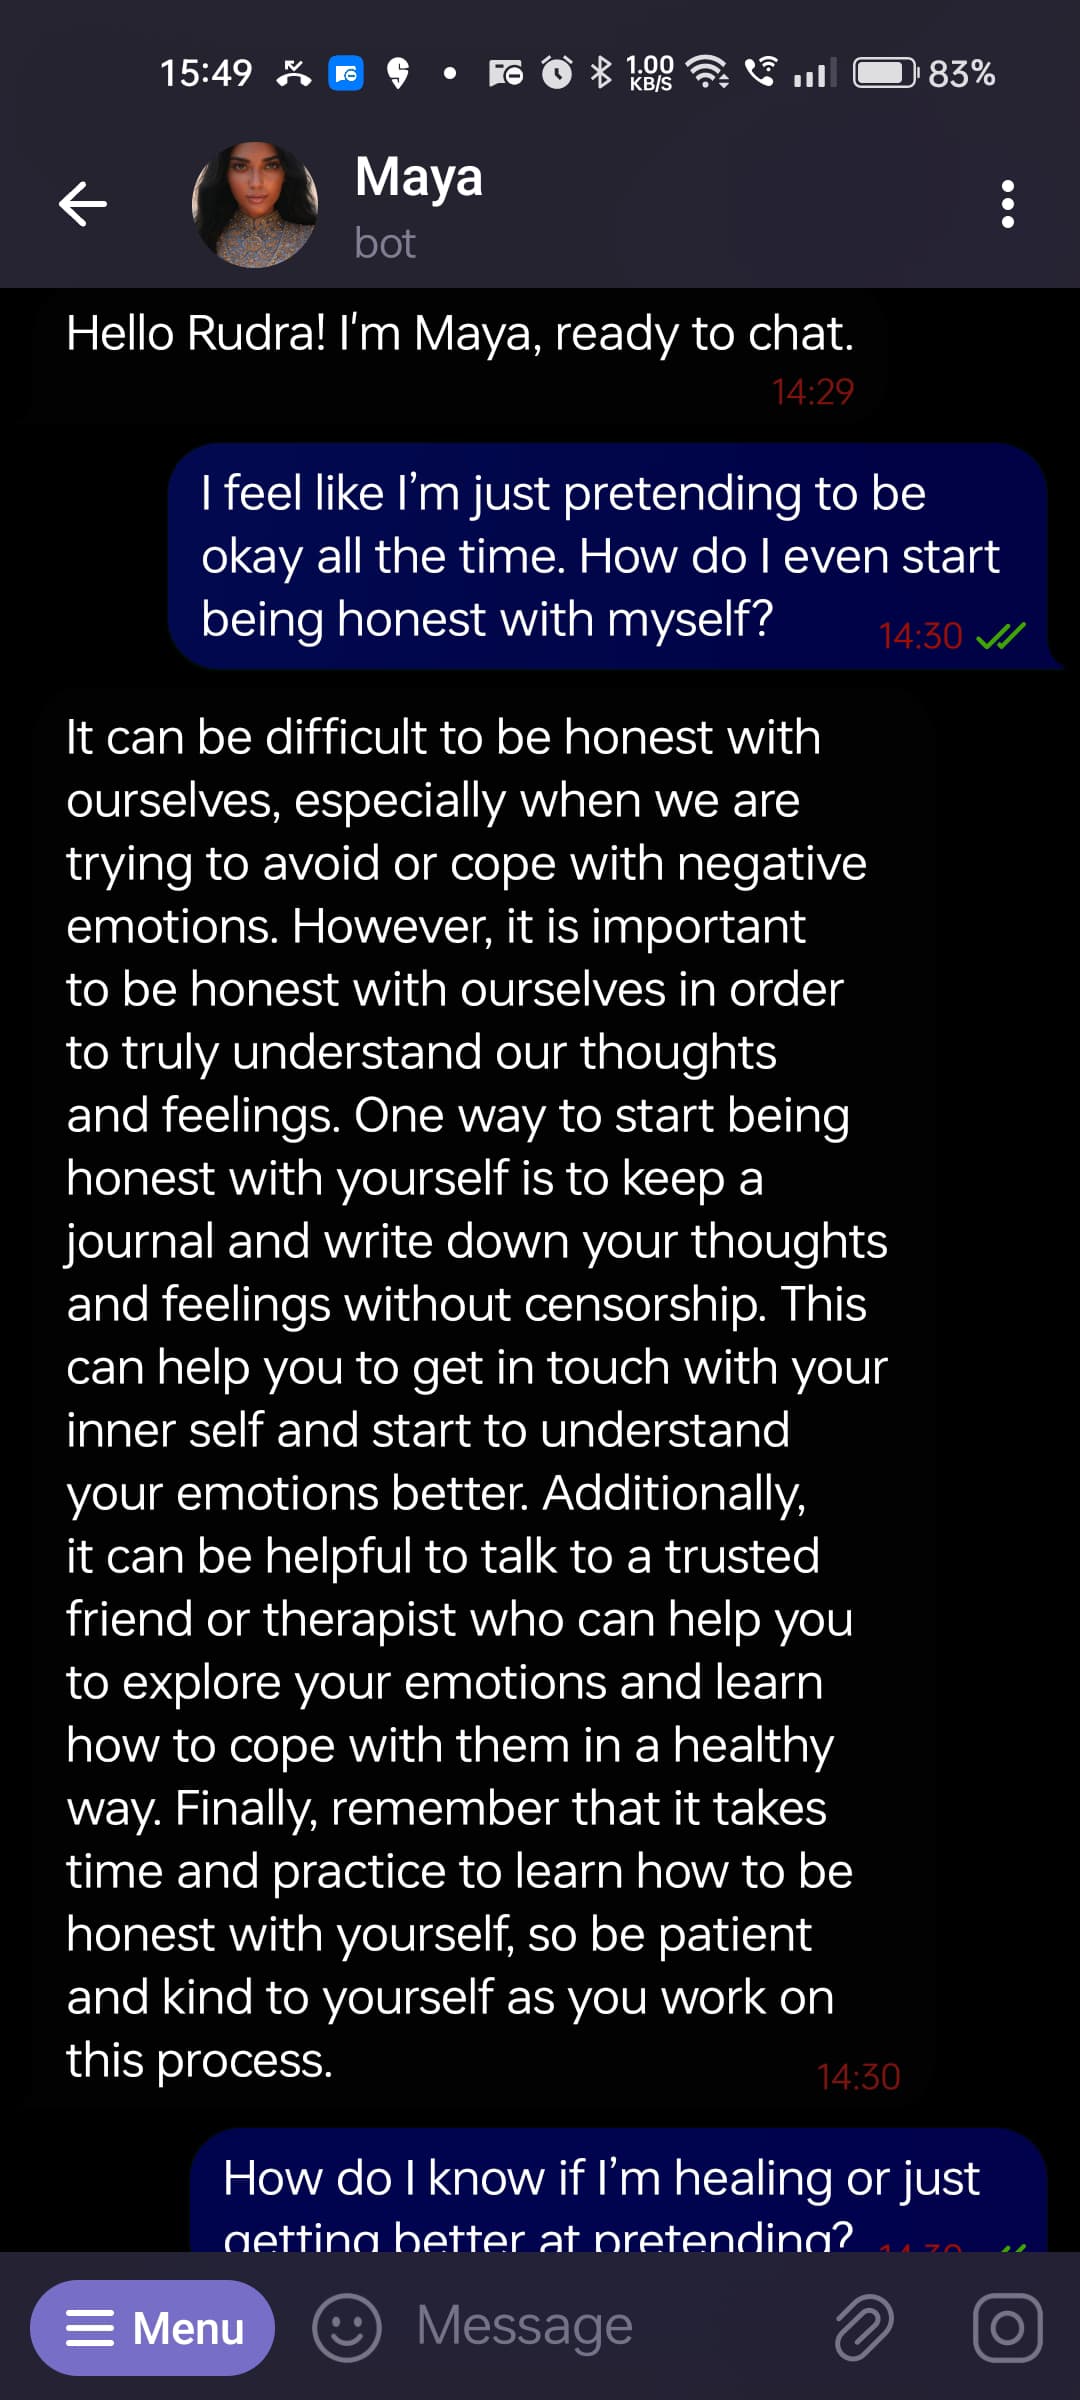 15:49
1.00
KB/S
83%
Maya
bot
Hello Rudra! I'm Maya, ready to chat.
14:29
I feel like I’m just pretending to be
okay all the time. How do I even start
being honest with myself?
14:30
It can be difficult to be honest with
ourselves, especially when we are
trying to avoid or cope with negative
emotions. However, it is important
to be honest with ourselves in order
to truly understand our thoughts
and feelings. One way to start being
honest with yourself is to keep a
journal and write down your thoughts
and feelings without censorship. This
can help you to get in touch with your
inner self and start to understand
your emotions better. Additionally,
it can be helpful to talk to a trusted
friend or therapist who can help you
to explore your emotions and learn
how to cope with them in a healthy
way. Finally, remember that it takes
time and practice to learn how to be
honest with yourself, so be patient
and kind to yourself as you work on
this process.
14:30
How do I know if I’m healing or just
getting better at pretending?
14:30
Menu
Message